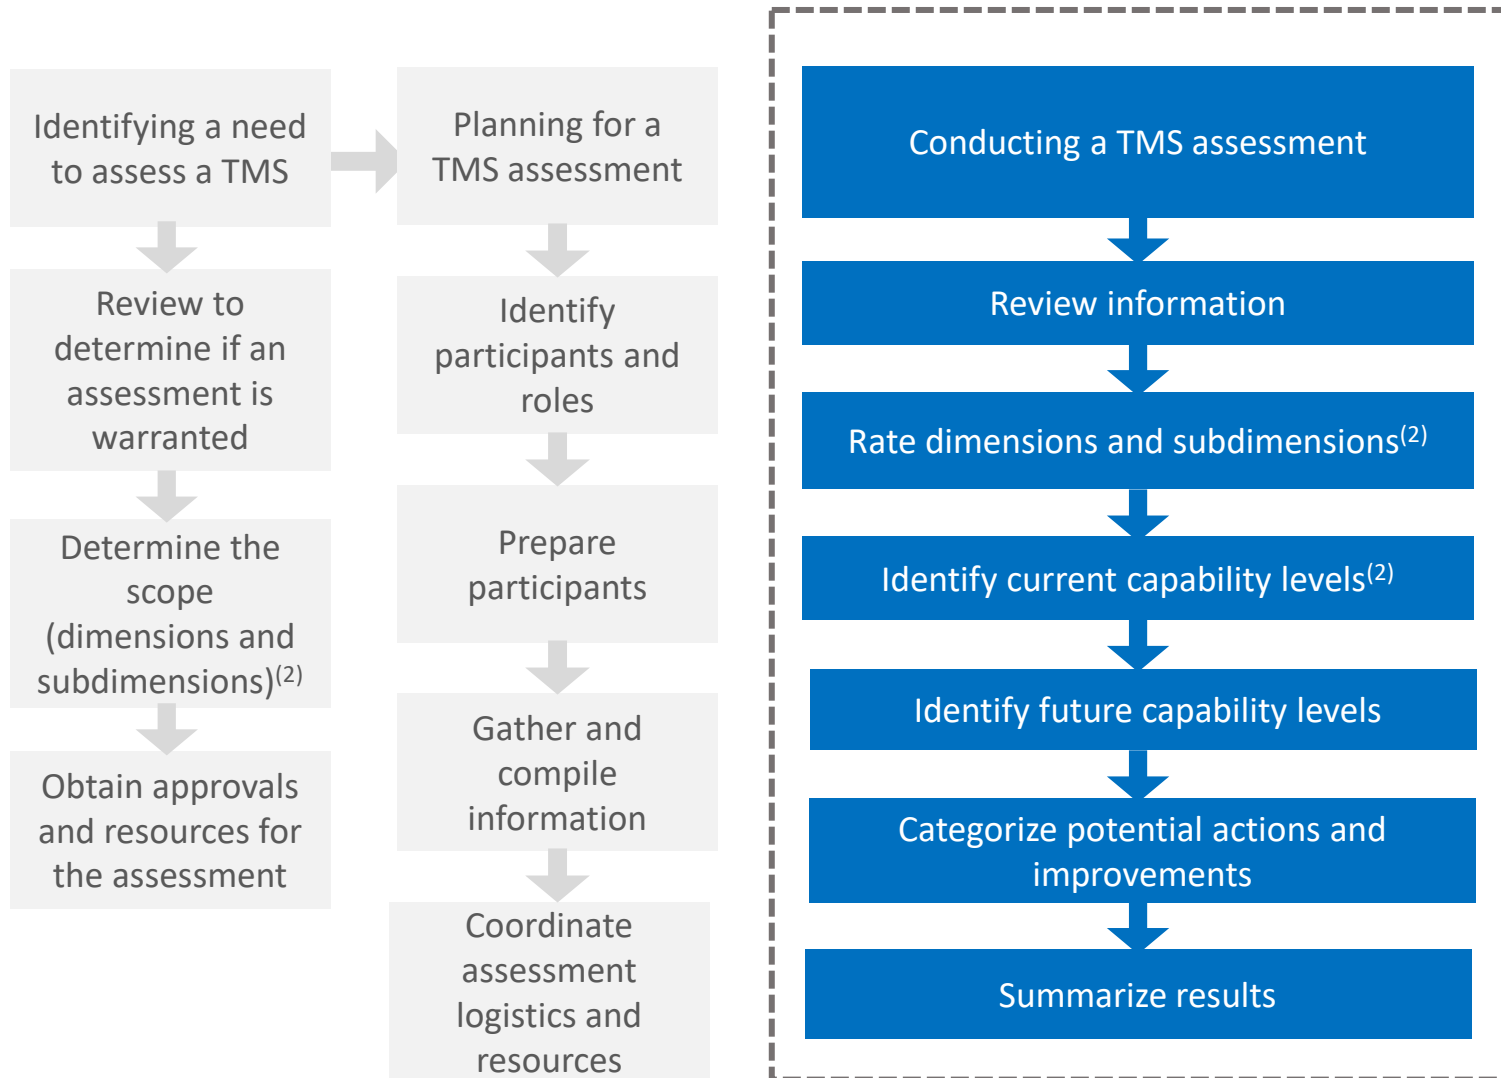 Identifying a need
to assess a TMS
Review to
determine if an
assessment is
warranted
Determine the
scope
(dimensions and
subdimensions)(2)
Obtain approvals
and resources for
the assessment
Planning for a
TMS assessment
Identify
participants and
roles
Prepare
participants
Gather and
compile
information
Coordinate
assessment
logistics and
resources
Conducting a TMS assessment
Review information
Rate dimensions and subdimensions(2)
Identify current capability levels(2)
Identify future capability levels
Categorize potential actions and
improvements
Summarize results